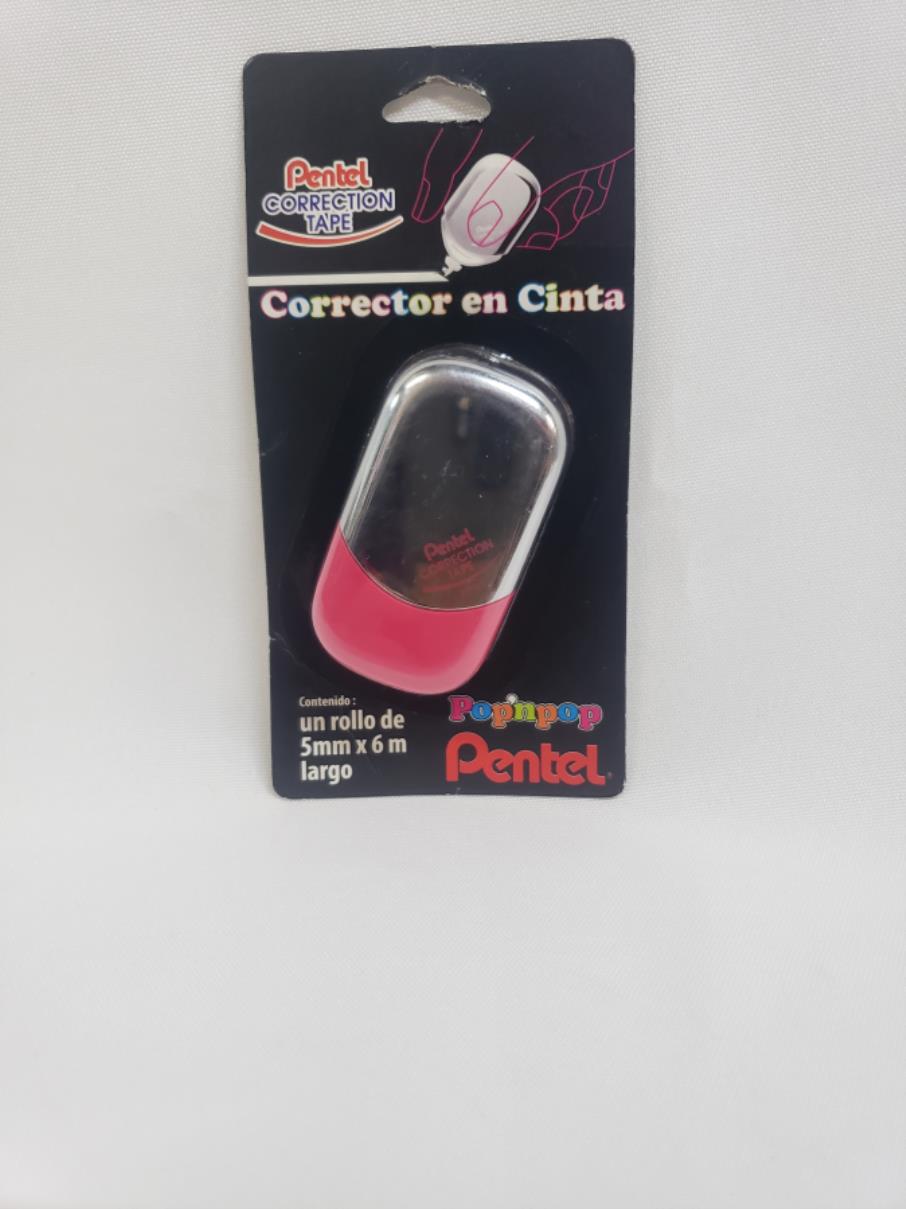 Pentel
CORRECTION
TAPE
Corrector en Cinta
Pentel
CORRECTION
TAPE
Contenido :
un rollo de
5mm x 6 m
largo
Pop'npop
Pentel